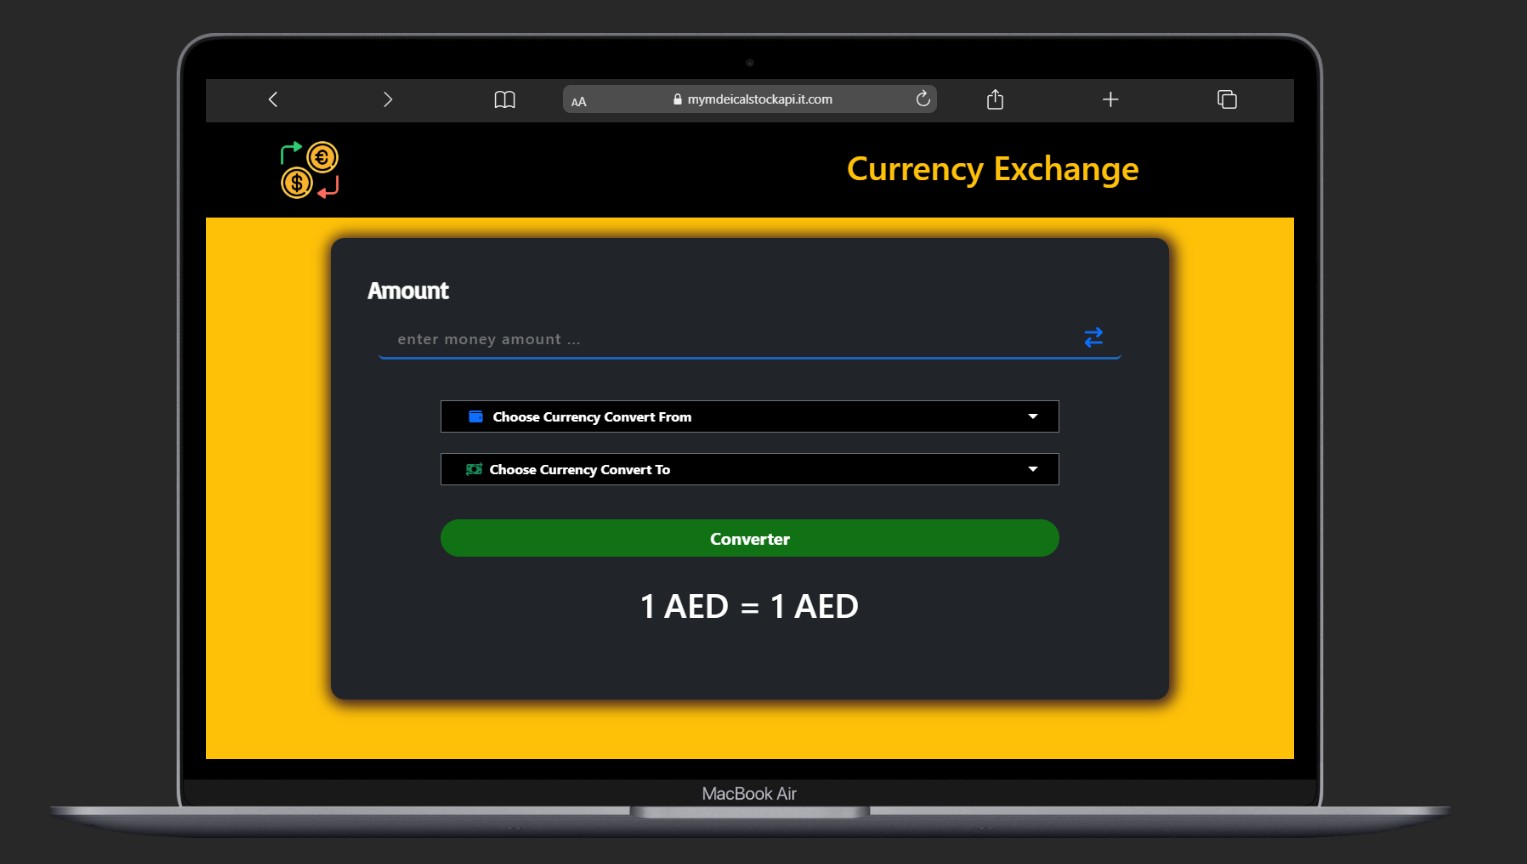 AA mymdeicalstockapi.it.com
€
$
Currency Exchange
Amount
enter money amount ...
Choose Currency Convert From
Choose Currency Convert To
Converter
1 AED = 1 AED
MacBook Air